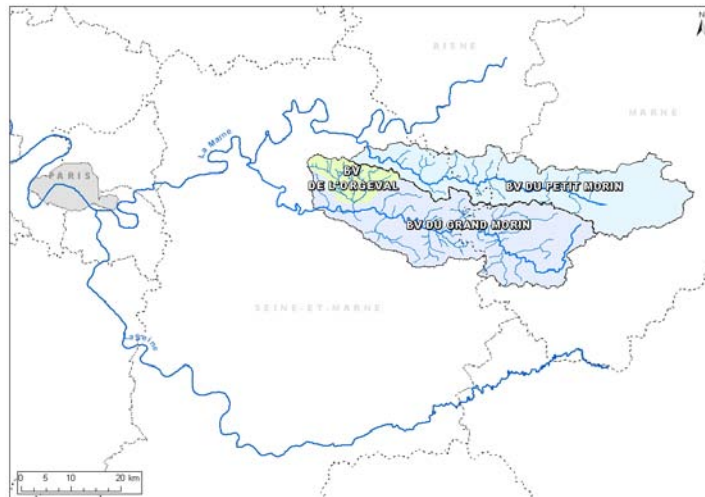 N
AISNE
MARNE
La Marne
PARIS
BV
DE L'ORGEVAL
BV DU PETIT MORIN
BV DU GRAND MORIN
SEINE-ET-MARNE
La Seine
0 5 10 20 km